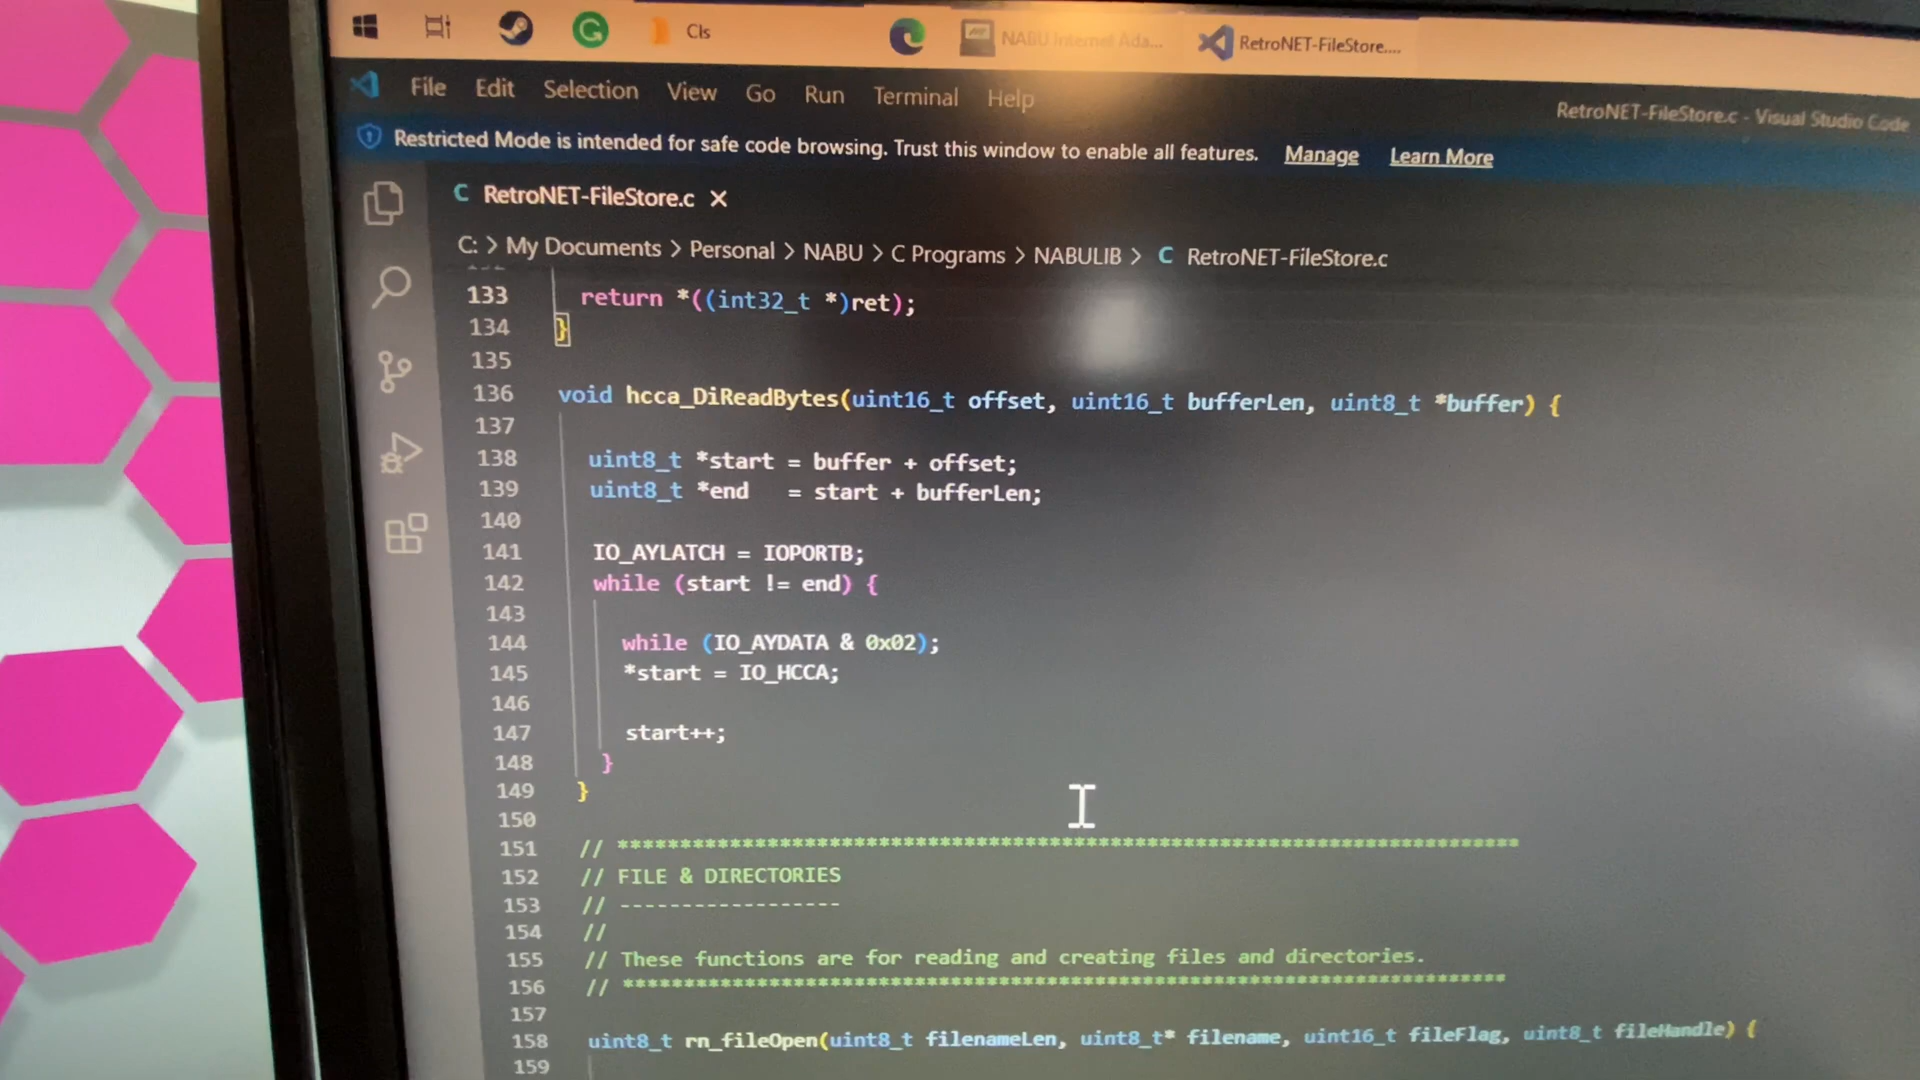 Cls
NABU Internet Ada...
RetroNET-FileStore....
File Edit Selection View Go Run Terminal Help
RetroNET-FileStore.c - Visual Studio Code
Restricted Mode is intended for safe code browsing. Trust this window to enable all features. Manage Learn More
C RetroNET-FileStore.c ×
C: > My Documents > Personal > NABU > C Programs > NABULIB > C RetroNET-FileStore.c
133 return *((int32_t *)ret);
134 }
135
136 void hcca_DiReadBytes(uint16_t offset, uint16_t bufferLen, uint8_t *buffer) {
137
138 uint8_t *start = buffer + offset;
139 uint8_t *end = start + bufferLen;
140
141 IO_AYLATCH = IOPORTB;
142 while (start != end) {
143
144 while (IO_AYDATA & 0x02);
145 *start = IO_HCCA;
146
147 start++;
148 }
149 }
150
151 // *************************************************************************
152 // FILE & DIRECTORIES
153 // ------------------
154 //
155 // These functions are for reading and creating files and directories.
156 // *************************************************************************
157
158 uint8_t rn_fileOpen(uint8_t filenameLen, uint8_t* filename, uint16_t fileFlag, uint8_t fileHandle) {
159